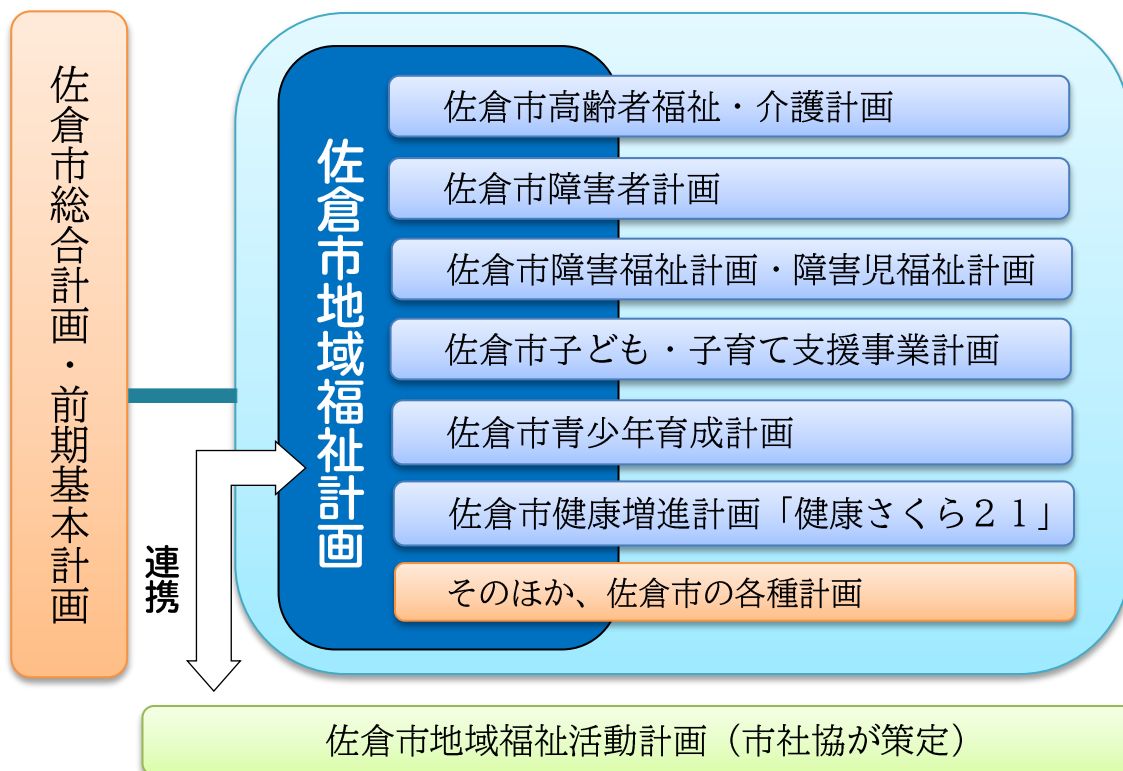 佐倉市総合計画・前期基本計画
佐倉市地域福祉計画
佐倉市高齢者福祉・介護計画
佐倉市障害者計画
佐倉市障害福祉計画・障害児福祉計画
佐倉市子ども・子育て支援事業計画
佐倉市青少年育成計画
佐倉市健康増進計画「健康さくら２１」
そのほか、佐倉市の各種計画
連携
佐倉市地域福祉活動計画（市社協が策定）